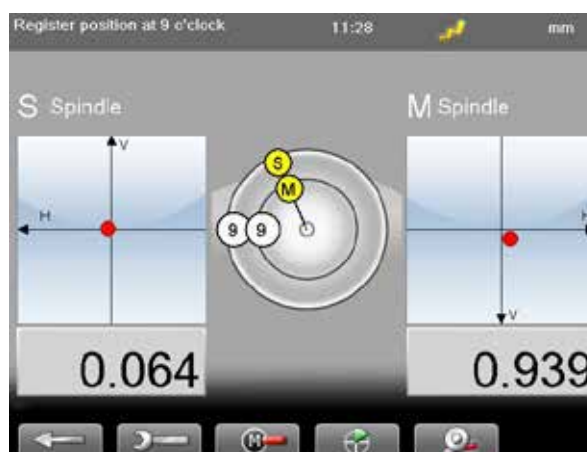 Register position at 9 o'clock 11:28 mm
S Spindle
M Spindle
V
H
S
M
9 9
H
V
0.064
0.939
M